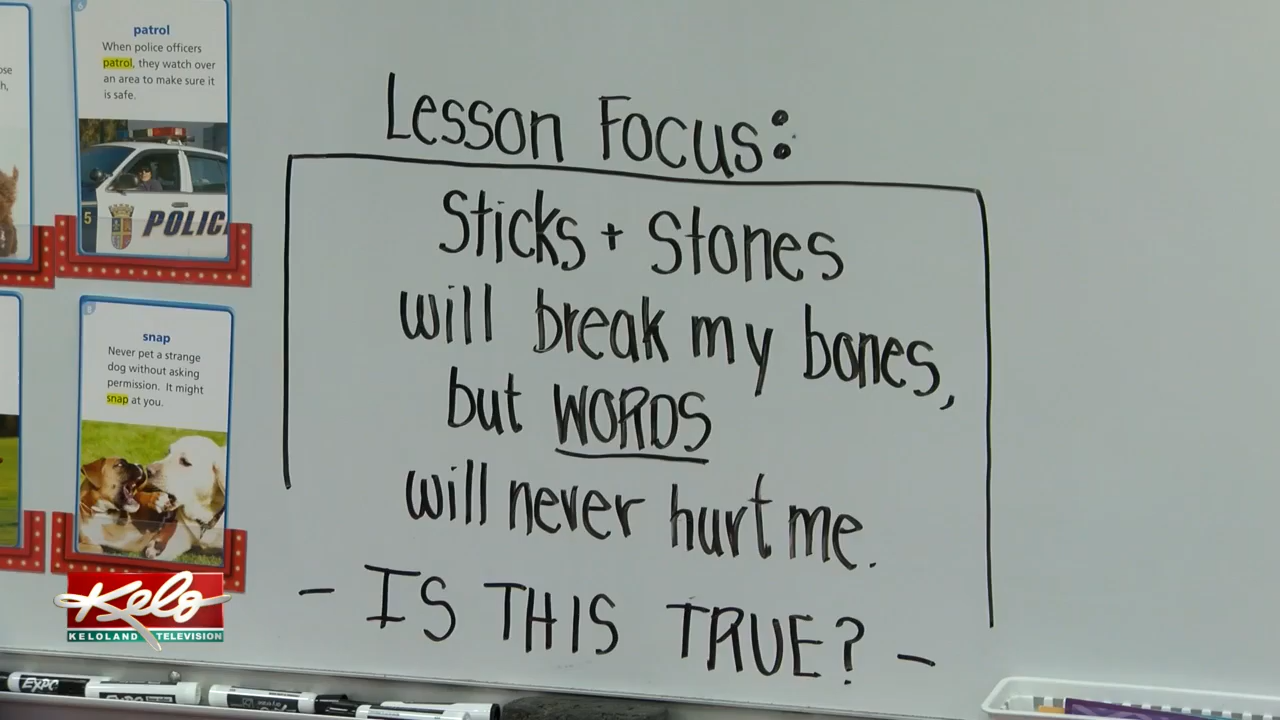 patrol
When police officers
patrol, they watch over
an area to make sure it
is safe.
5
POLIC
snap
Never pet a strange
dog without asking
permission. It might
snap at you.
Lesson Focus:
Sticks + Stones
will break my bones,
but WORDS
will never hurt me.
- IS THIS TRUE? -
Kelo
KELOLAND TELEVISION
EXPO